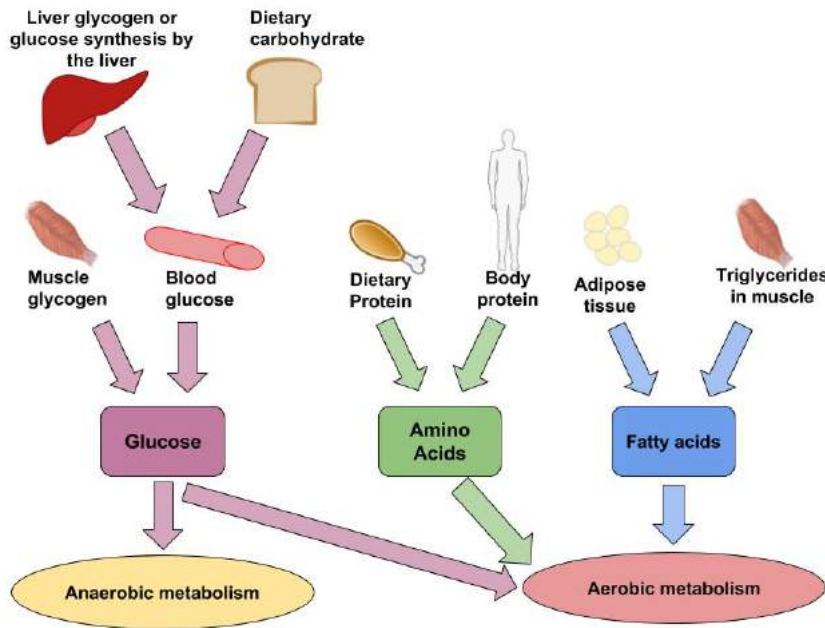 Liver glycogen or
glucose synthesis by
the liver
Dietary
carbohydrate
Muscle
glycogen
Blood
glucose
Dietary
Protein
Body
protein
Adipose
tissue
Triglycerides
in muscle
Glucose
Amino
Acids
Fatty acids
Anaerobic metabolism
Aerobic metabolism